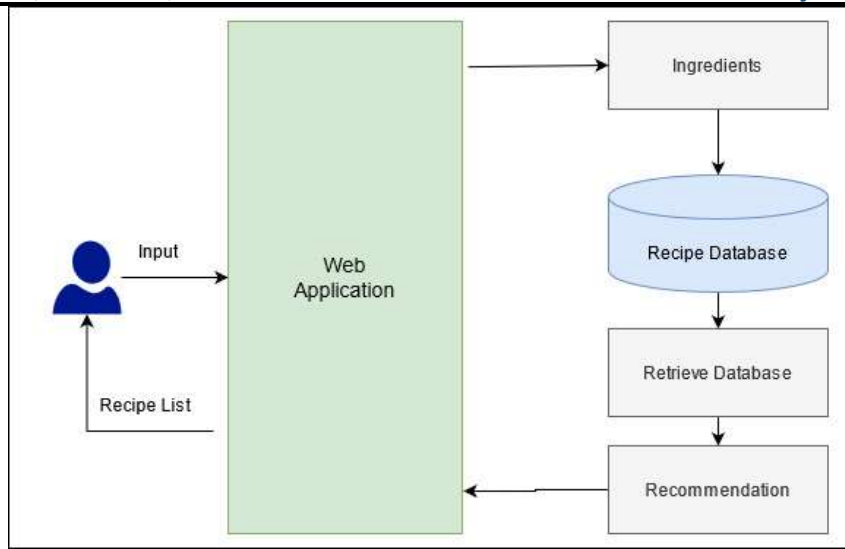 Ingredients
Input
Web
Application
Recipe Database
Retrieve Database
Recipe List
Recommendation